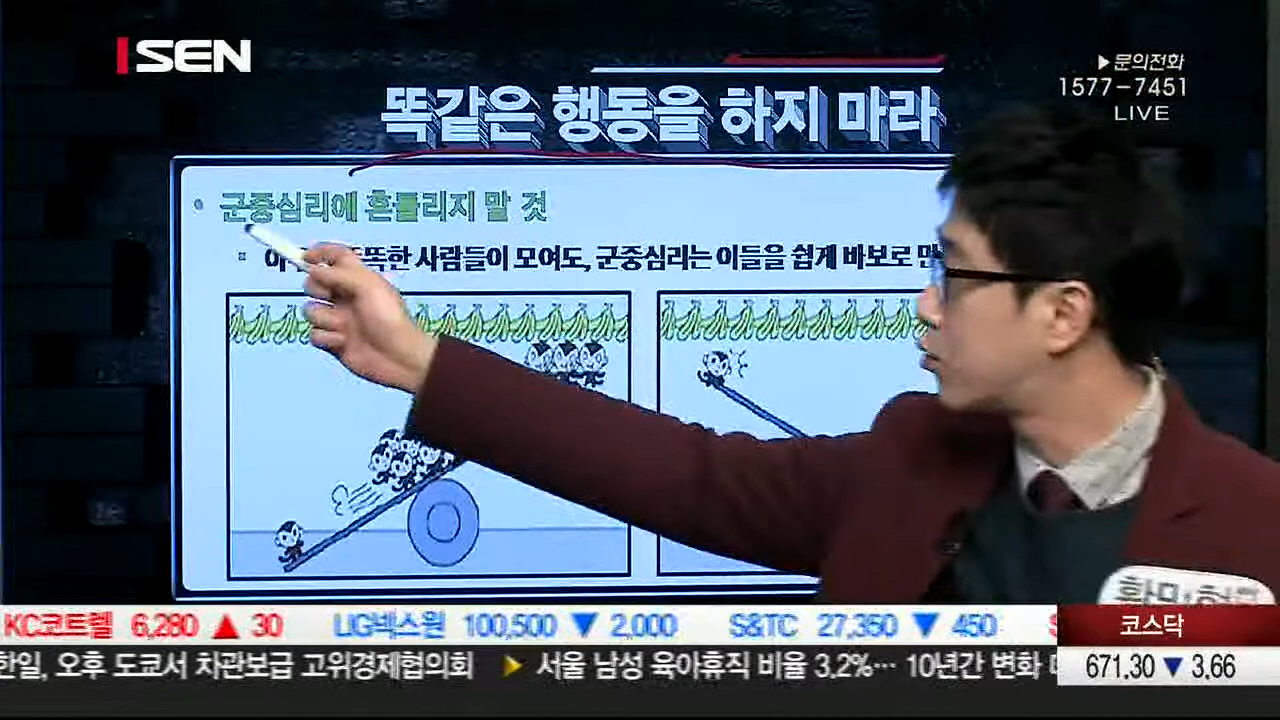 SEN
▶문의전화
1577-7451
LIVE
똑같은 행동을 하지 마라
• 군중심리에 흔들리지 말 것
똑한 사람들이 모여도, 군중심리는 이들을 쉽게 바보로
KC코트렐 6,280 ▲ 30 LIG넥스원 100,500 ▼ 2,000 S&TC 27,350 ▼ 450
코스닥
한일, 오후 도쿄서 차관보급 고위경제협의회 ▶ 서울 남성 육아휴직 비율 3.2%… 10년간 변화
671.30 ▼ 3.66